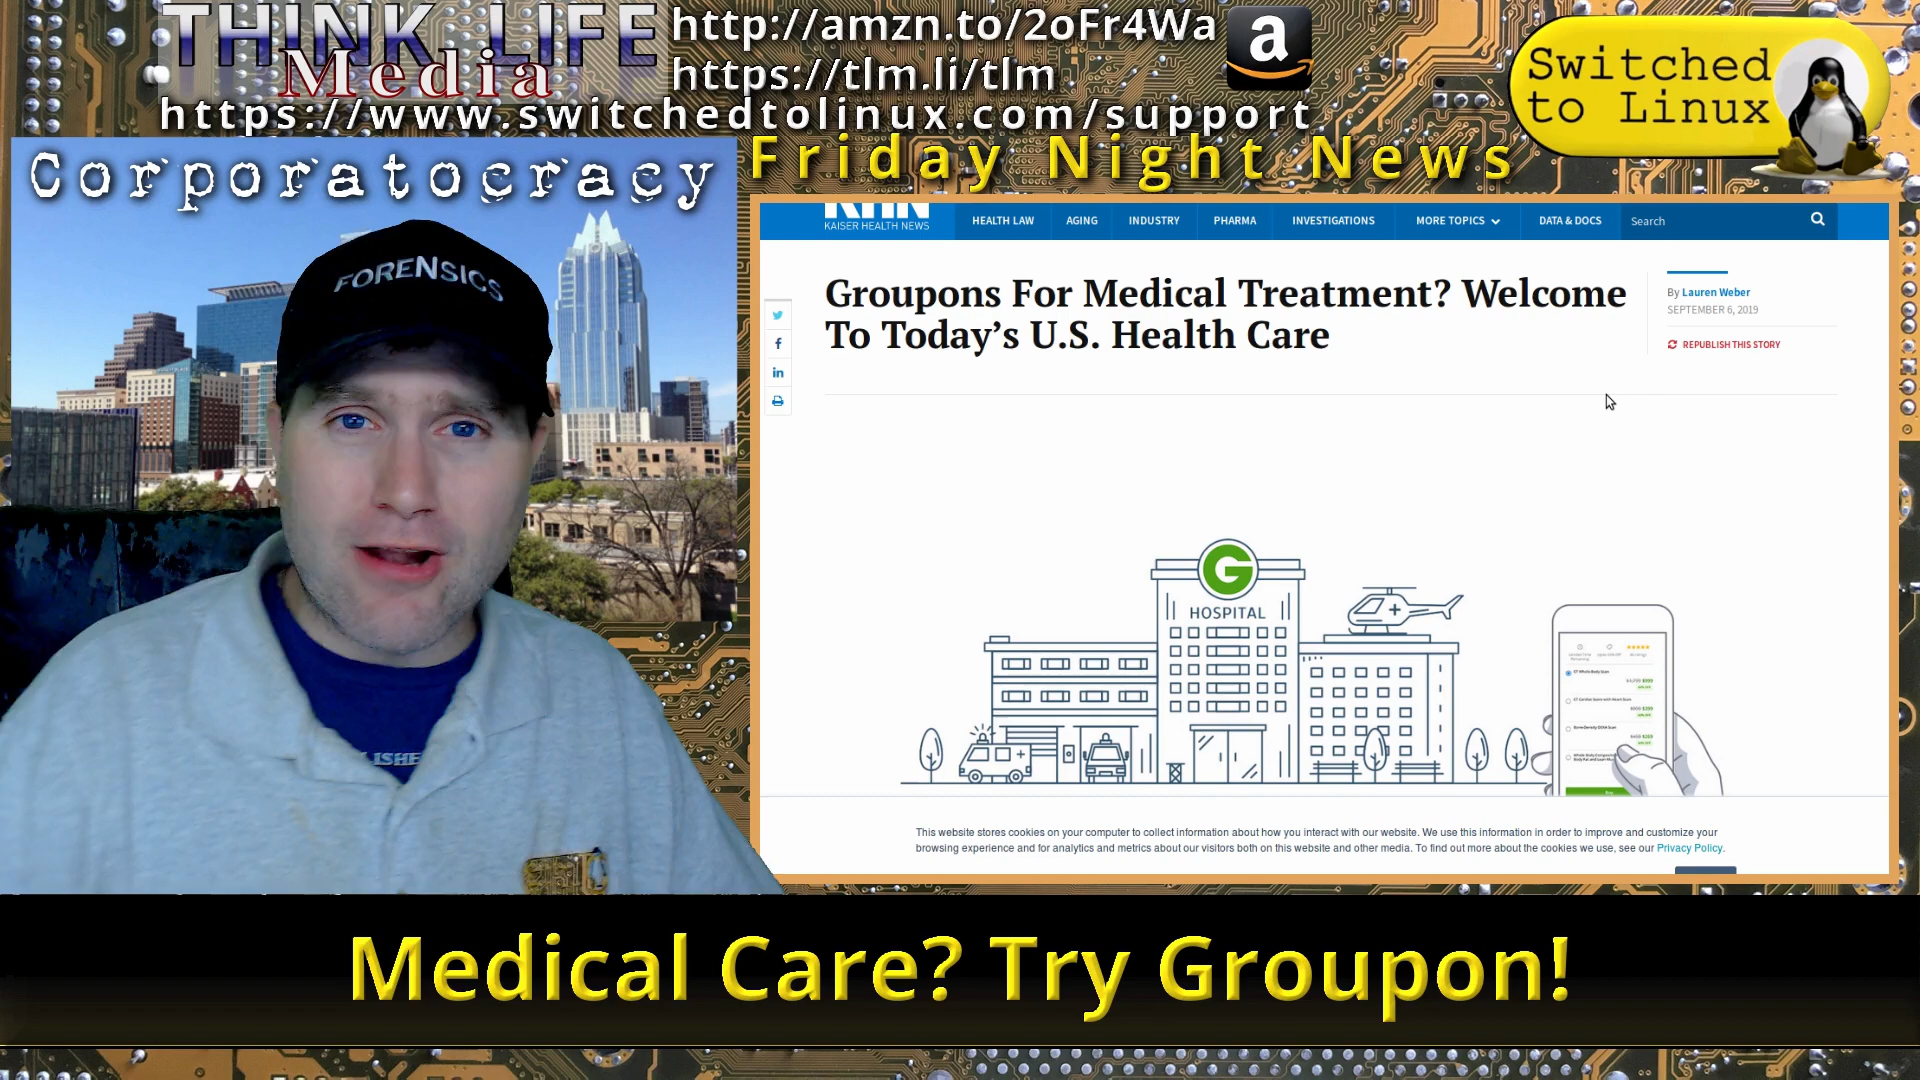 THINK LIFE
Media
http://amzn.to/2oFr4Wa
https://tlm.li/tlm
a
https://www.switchedtolinux.com/support
Switched
to Linux
Corporatocracy
Friday Night News
FORENSICS
LISHE
KHN
KAISER HEALTH NEWS
HEALTH LAW
AGING
INDUSTRY
PHARMA
INVESTIGATIONS
MORE TOPICS
DATA & DOCS
Search
Groupons For Medical Treatment? Welcome
To Today’s U.S. Health Care
By Lauren Weber
SEPTEMBER 6, 2019
REPUBLISH THIS STORY
G
HOSPITAL
This website stores cookies on your computer to collect information about how you interact with our website. We use this information in order to improve and customize your
browsing experience and for analytics and metrics about our visitors both on this website and other media. To find out more about the cookies we use, see our Privacy Policy.
Medical Care? Try Groupon!